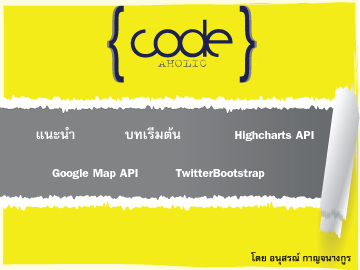 {code}
AHOLIC
แนะนำ บทเริ่มต้น Highcharts API
Google Map API TwitterBootstrap
โดย อนุสรณ์ กาญจนางกูร